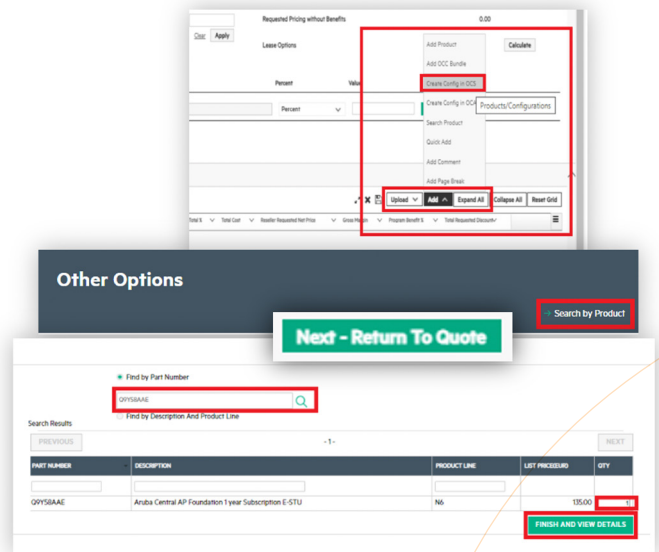 Requested Pricing without Benefits 0.00
Clear Apply
Lease Options Add Product Calculate
Add OCC Bundle
Percent Value Create Config in OCS
Percent Create Config in OCA Products/Configurations
Search Product
Quick Add
Add Comment
Add Page Break
Upload Add Expand All Collapse All Reset Grid
Total % Total Cost Reseller Requested Net Price Gross Margin Program Benefit % Total Requested Discount
Other Options
→ Search by Product
Next - Return To Quote
Find by Part Number
Q9Y58AAE
Find by Description And Product Line
Search Results
PREVIOUS -1- NEXT
PART NUMBER DESCRIPTION PRODUCT LINE LIST PRICE(EUR) QTY
Q9Y58AAE Aruba Central AP Foundation 1 year Subscription E-STU N6 135.00 1
FINISH AND VIEW DETAILS